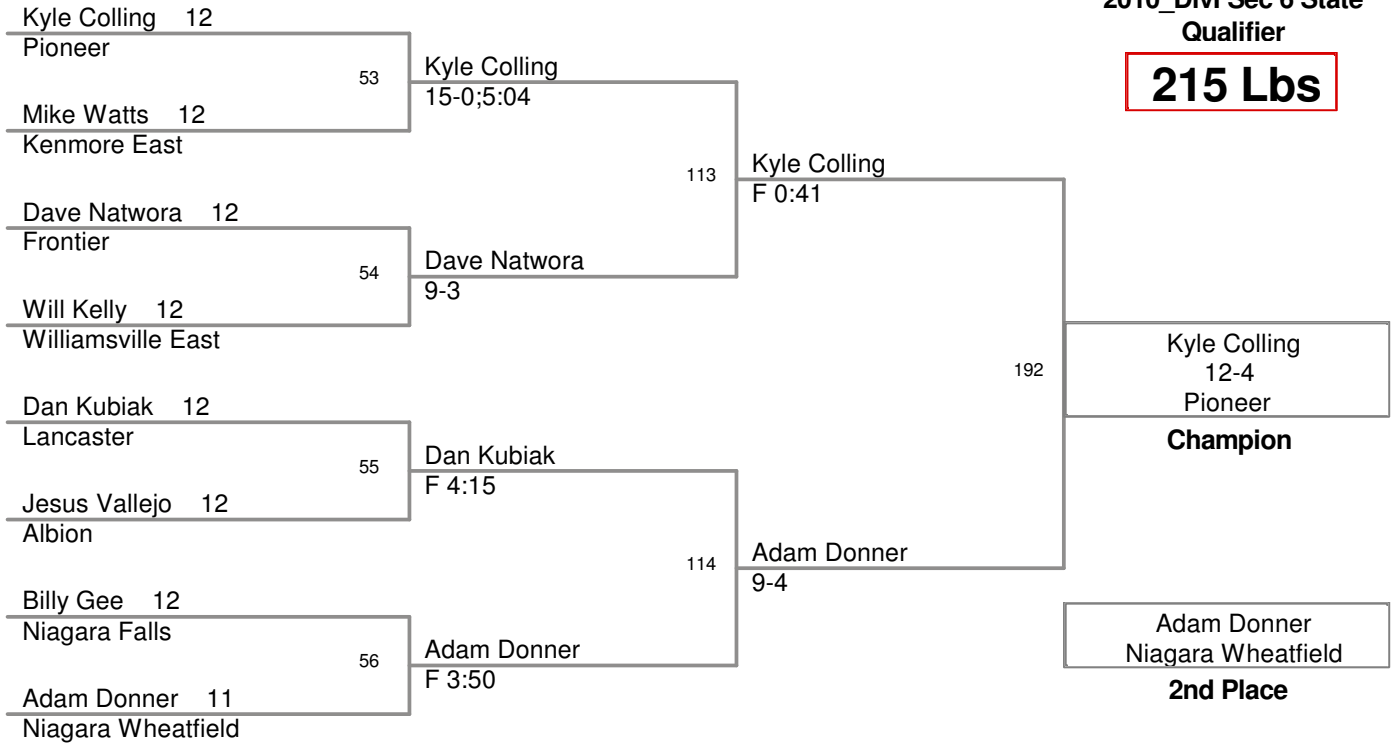 2010_DivI Sec 6 State
Qualifier
215 Lbs
Kyle Colling 12
Pioneer
53
Mike Watts 12
Kenmore East
Kyle Colling
15-0;5:04
Dave Natwora 12
Frontier
54
Will Kelly 12
Williamsville East
Dave Natwora
9-3
113
Kyle Colling
F 0:41
Dan Kubiak 12
Lancaster
55
Jesus Vallejo 12
Albion
Dan Kubiak
F 4:15
Billy Gee 12
Niagara Falls
56
Adam Donner 11
Niagara Wheatfield
Adam Donner
F 3:50
114
Adam Donner
9-4
192
Kyle Colling
12-4
Pioneer
Champion
Adam Donner
Niagara Wheatfield
2nd Place